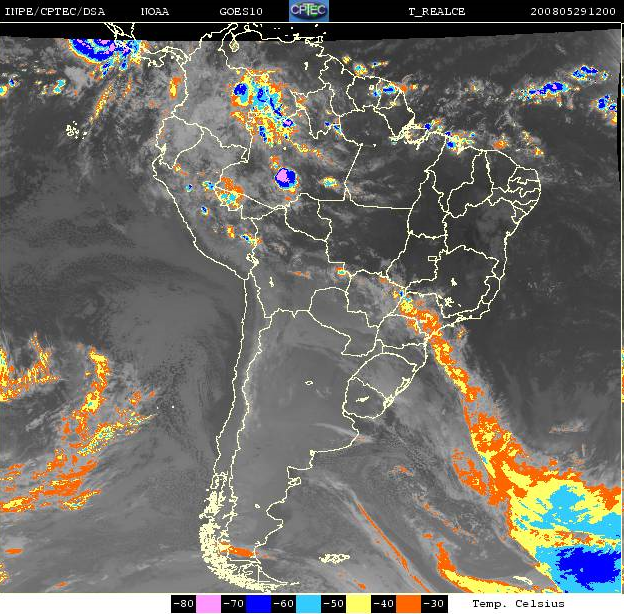 INPE/CPTEC/DSA NOAA GOES10 CPTEC T_REALCE 200805291200
-80 -70 -60 -50 -40 -30 Temp. Celsius